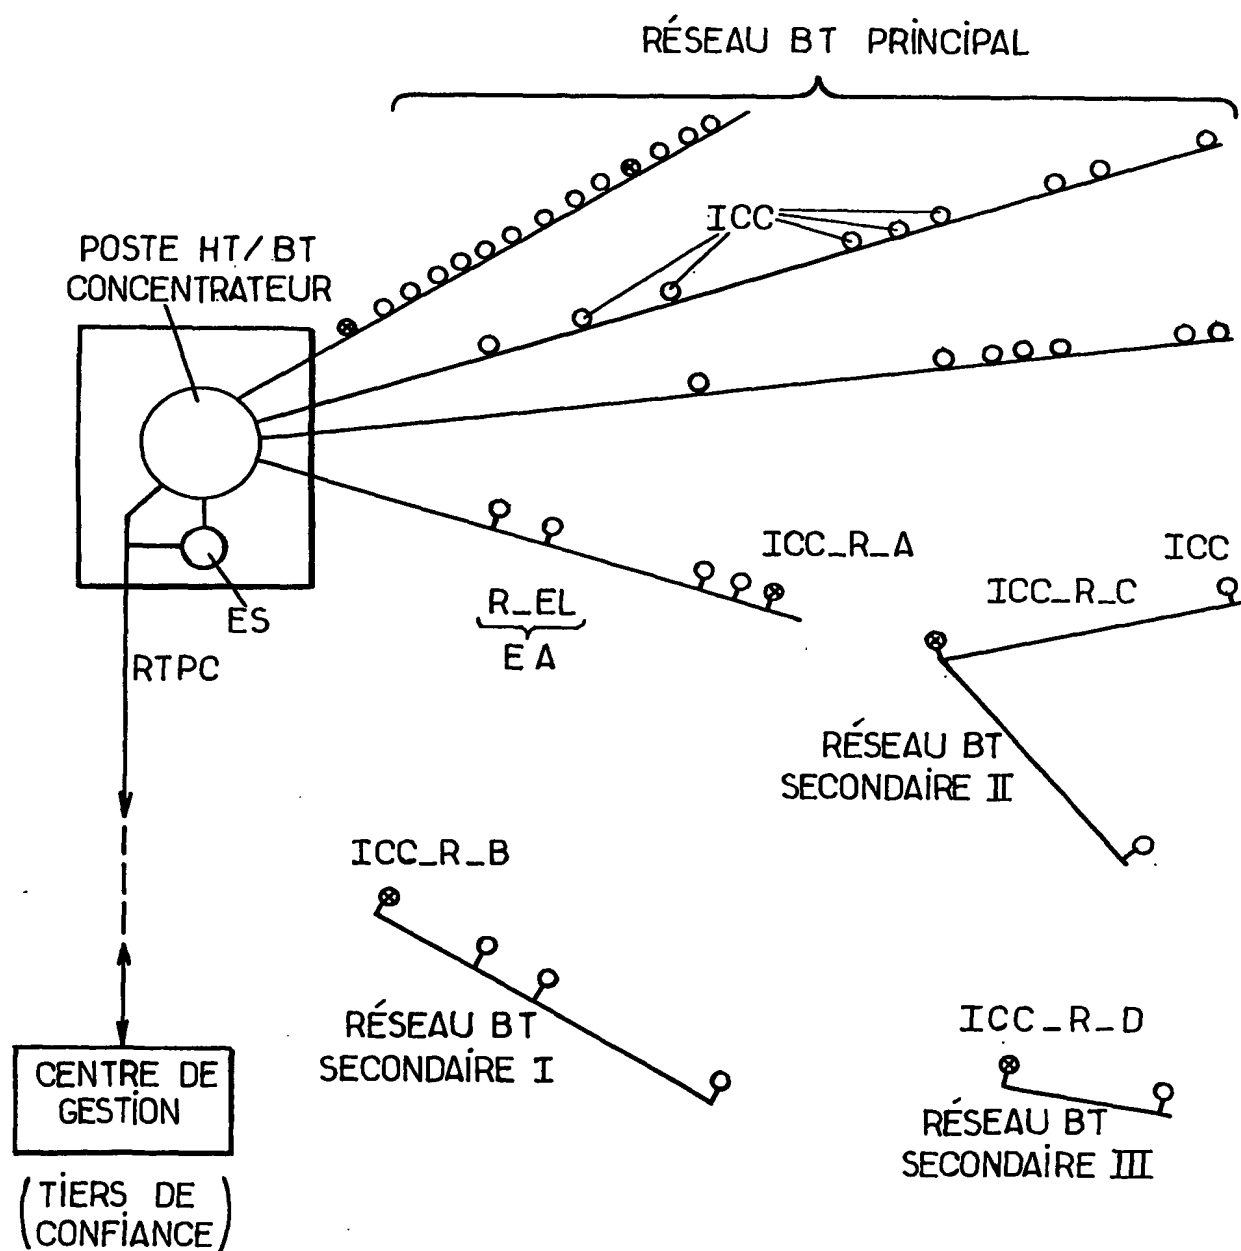 RÉSEAU BT PRINCIPAL
ICC
POSTE HT/BT
CONCENTRATEUR
ICC_R_A
ICC
ICC_R_C
R_EL
EA
ES
RTPC
RÉSEAU BT
SECONDAIRE II
ICC_R_B
RÉSEAU BT
SECONDAIRE I
ICC_R_D
RÉSEAU BT
SECONDAIRE III
CENTRE DE
GESTION
(TIERS DE
CONFIANCE)